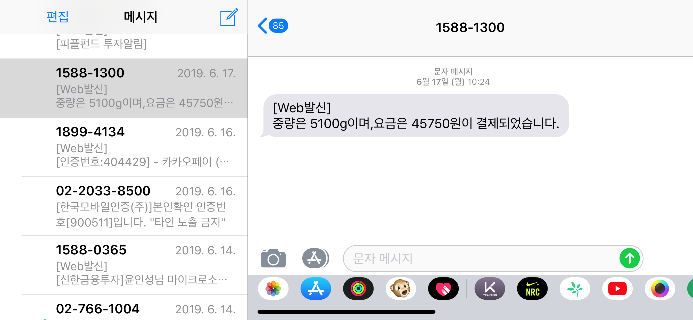 편집
메시지
[피플펀드 투자알림]
1588-1300
2019. 6. 17.
[Web발신]
중량은 5100g이며,요금은 45750원...
1899-4134
2019. 6. 16.
[Web발신]
[인증번호:404429] - 카카오페이 (...
02-2033-8500
2019. 6. 16.
[한국모바일인증(주)]본인확인 인증번
호[900511]입니다. "타인 노출 금지"
1588-0365
2019. 6. 14.
[Web발신]
[신한금융투자]윤인성님 마이크로소...
02-766-1004
2019. 6. 14.
85
1588-1300
문자 메시지
6월 17일 (월) 10:24
[Web발신]
중량은 5100g이며,요금은 45750원이 결제되었습니다.
문자 메시지
K
NRC